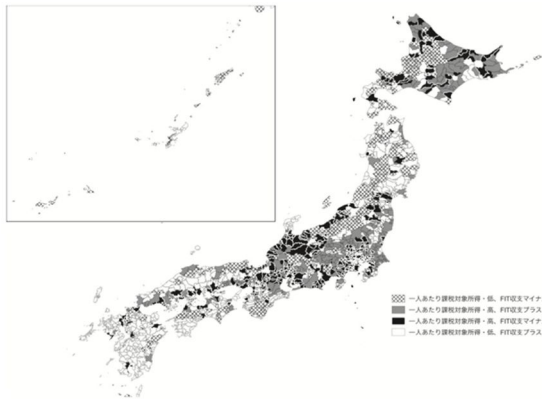 一人あたり課税対象所得・低、FIT収支マイナ
一人あたり課税対象所得・高、FIT収支プラス
一人あたり課税対象所得・高、FIT収支マイナ
一人あたり課税対象所得・低、FIT収支プラス